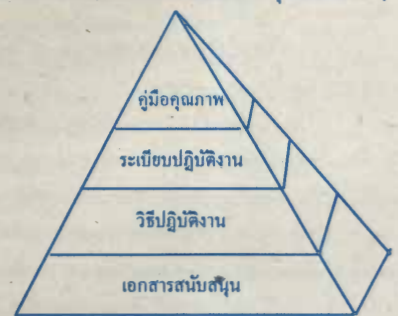 คู่มือคุณภาพ
ระเบียบปฏิบัติงาน
วิธีปฏิบัติงาน
เอกสารสนับสนุน